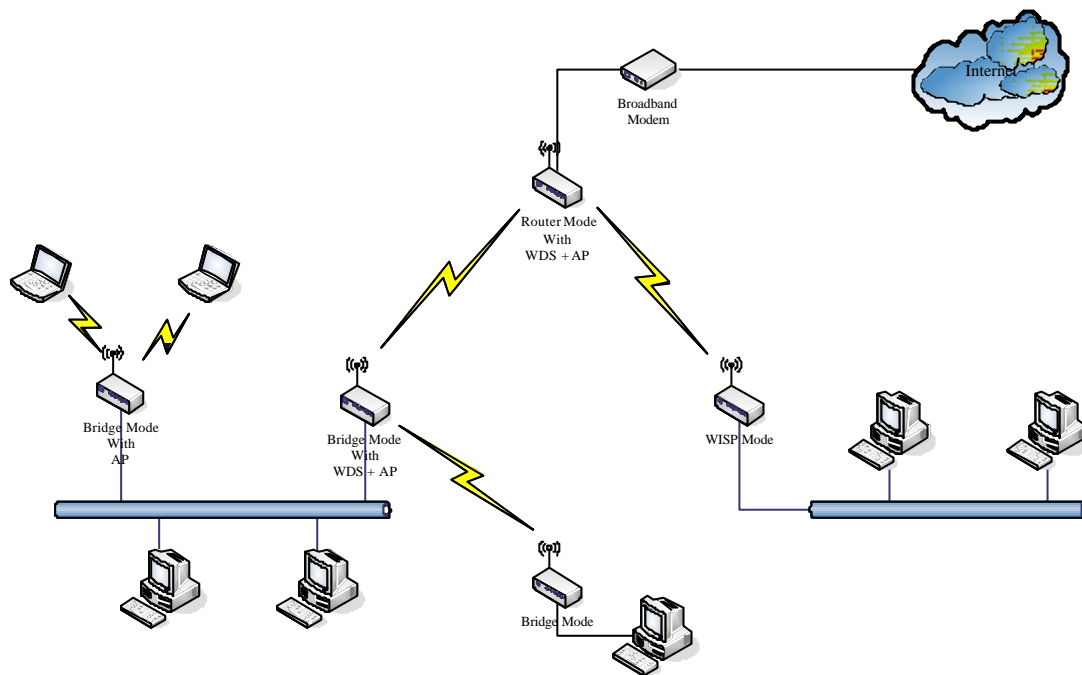 Internet
Broadband
Modem
Router Mode
With
WDS + AP
Bridge Mode
With
AP
Bridge Mode
With
WDS + AP
WISP Mode
Bridge Mode